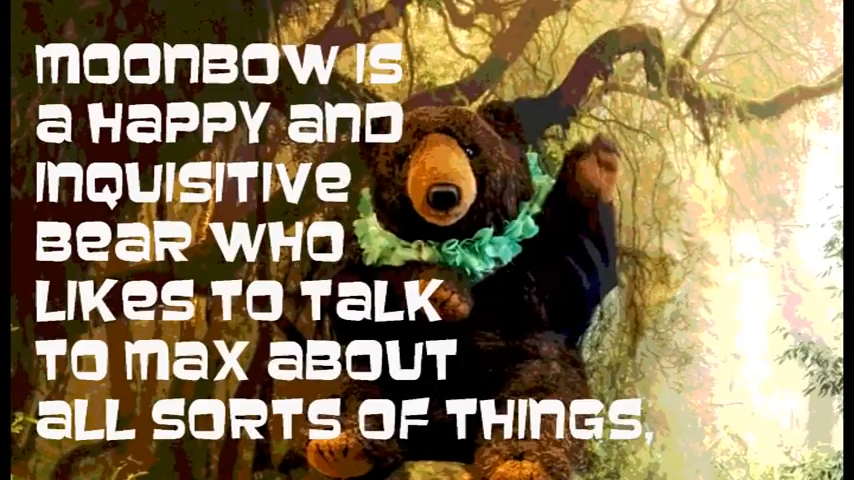 MOONBOW IS
A HAPPY AND
INQUISITIVE
BEAR WHO
LIKES TO TALK
TO MAX ABOUT
ALL SORTS OF THINGS,